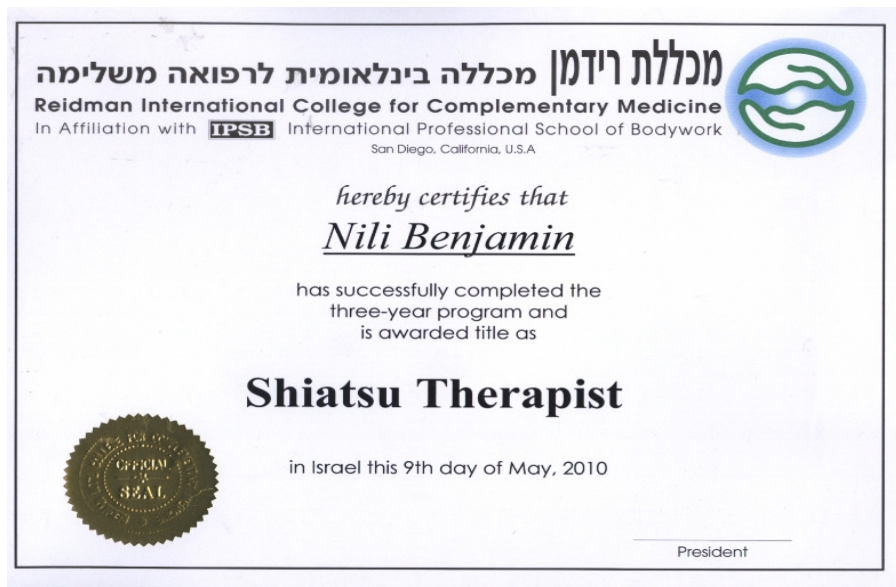 מכללת רידמן | מכללה בינלאומית לרפואה משלימה
Reidman International College for Complementary Medicine
In Affiliation with IPSB International Professional School of Bodywork
San Diego, California, U.S.A
hereby certifies that
Nili Benjamin
has successfully completed the
three-year program and
is awarded title as
Shiatsu Therapist
in Israel this 9th day of May, 2010
OFFICIAL
SEAL
President